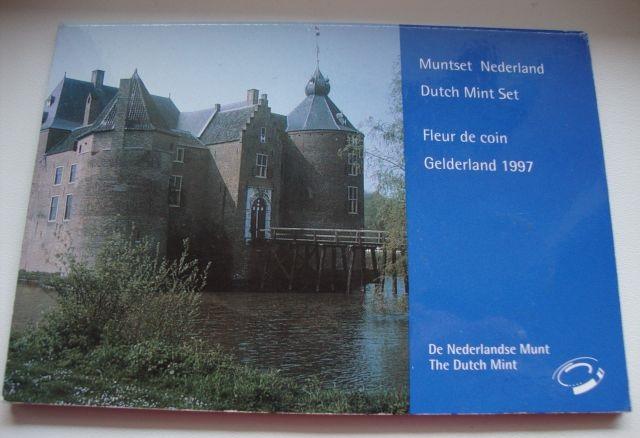 Muntset Nederland
Dutch Mint Set
Fleur de coin
Gelderland 1997
De Nederlandse Munt
The Dutch Mint